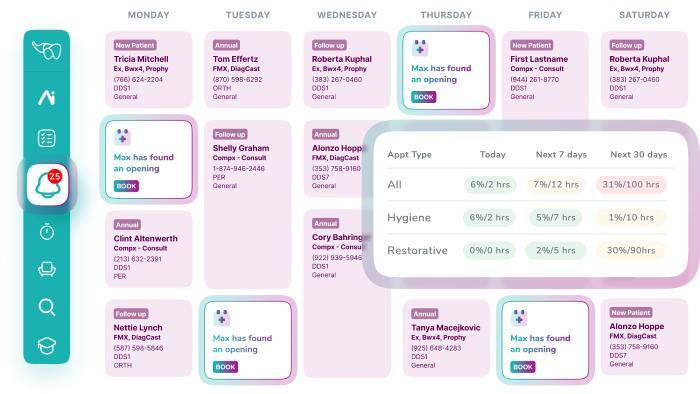 MONDAY
TUESDAY
WEDNESDAY
THURSDAY
FRIDAY
SATURDAY
Ai
25
New Patient
Tricia Mitchell
Ex, Bwx4, Prophy
(766) 624-2204
DDS1
General
Max has found
an opening
BOOK
Annual
Clint Altenwerth
(213) 632-2391
DDS1
PER
Follow up
Nettie Lynch
FMX, DiagCast
(587) 598-5846
DDS1
ORTH
Annual
Tom Effertz
FMX, DiagCast
(870) 598-6292
ORTH
General
Follow up
Shelly Graham
Compx - Consult
1-874-946-2446
PER
General
Max has found
an opening
BOOK
Follow up
Roberta Kuphal
Ex, Bwx4, Prophy
(383) 267-0460
DDS1
General
Annual
Alonzo Hoppe
FMX, DiagCast
(353) 758-9160
DDS7
General
Annual
Cory Bahringe
Compx - Consult
(922) 939-5946
DDS1
General
Max has found
an opening
BOOK
Annual
Tanya Macejkovic
Ex, Bwx4, Prophy
(925) 648-4283
DDS1
General
New Patient
First Lastname
Compx - Consult
(944) 261-8770
DDS1
General
Max has found
an opening
BOOK
Follow up
Roberta Kuphal
Ex, Bwx4, Prophy
(383) 267-0460
DDS1
General
New Patient
Alonzo Hoppe
(353) 758-9160
DDS7
General
Appt Type Today Next 7 days Next 30 days
All 6%/2 hrs 7%/12 hrs 31%/100 hrs
Hygiene 6%/2 hrs 5%/7 hrs 1%/10 hrs
Restorative 0%/0 hrs 2%/5 hrs 30%/90hrs